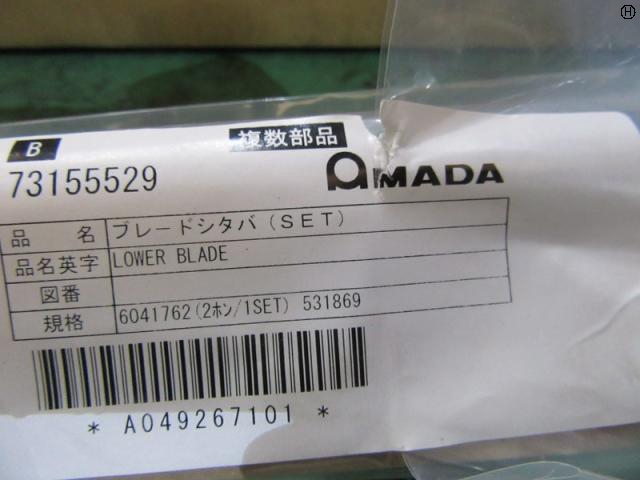 Ⓗ
B
複数部品
73155529
AMADA
品 名 ブレードシタバ(SET)
品名英字 LOWER BLADE
図番
規格 6041762(2ホン/1SET) 531869
* A049267101 *